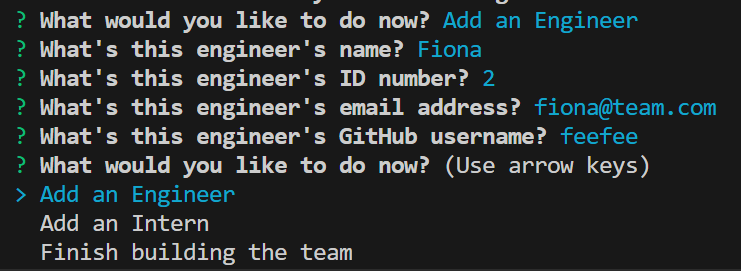 ? What would you like to do now? Add an Engineer
? What's this engineer's name? Fiona
? What's this engineer's ID number? 2
? What's this engineer's email address? fiona@team.com
? What's this engineer's GitHub username? feefee
? What would you like to do now? (Use arrow keys)
> Add an Engineer
Add an Intern
Finish building the team